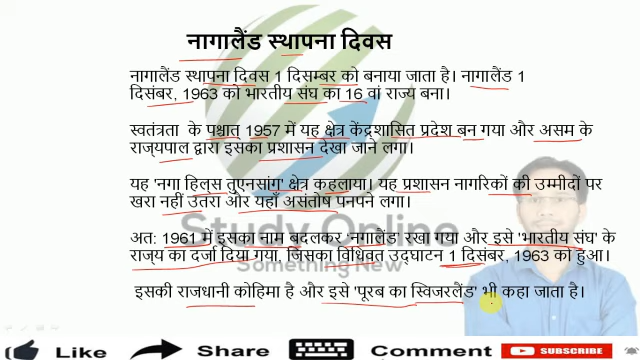 नागालैंड स्थापना दिवस
नागालैंड स्थापना दिवस 1 दिसम्बर को बनाया जाता है। नागालैंड 1
दिसंबर, 1963 को भारतीय संघ का 16 वां राज्य बना।
स्वतंत्रता के पश्चात् 1957 में यह क्षेत्र केंद्रशासित प्रदेश बन गया और असम के
राज्यपाल द्वारा इसका प्रशासन देखा जाने लगा।
यह 'नगा हिल्स तुएनसांग' क्षेत्र कहलाया। यह प्रशासन नागरिकों की उम्मीदों पर
खरा नहीं उतरा और यहाँ असंतोष पनपने लगा।
Study Online
अत: 1961 में इसका नाम बदलकर 'नगालैंड' रखा गया और इसे 'भारतीय संघ' के
राज्य का दर्जा दिया गया, जिसका विधिवत उद्घाटन 1 दिसंबर, 1963 को हुआ।
Something New
इसकी राजधानी कोहिमा है और इसे 'पूरब का स्विजरलैंड' भी कहा जाता है।
Like Share Comment SUBSCRIBE